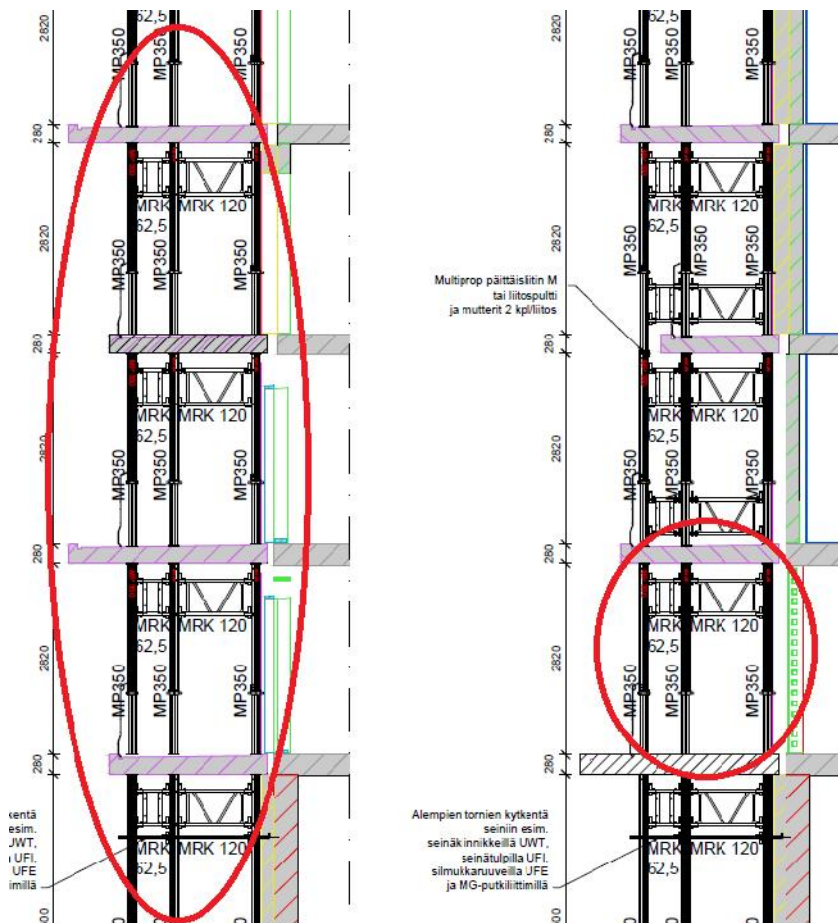 2820
62,5
MP350 MP350 MP350
280
MRK MRK 120
62,5
2820
MP350 MP350 MP350
280
MRK MRK 120
62,5
2820
MP350 MP350 MP350
280
MRK MRK 120
62,5
2820
MP350 MP350 MP350
280
esim.
UFI.
UFE
MRK MRK 120
62,5
2820
62,5
MP350 MP350 MP350
280
MRK MRK 120
62,5
2820
MP350 MP350 MP350
Multiprop päittäisliitin M
tai liitospultti
ja mutterit 2 kpl/liitos
280
MRK MRK 120
62,5
2820
MP350 MP350 MP350
280
MRK MRK 120
62,5
2820
MP350 MP350 MP350
280
Alempien tornien kytkentä
seiniin esim.
seinäkinnikkeillä UWT,
seinätulpilla UFI.
silmukkaruuveilla UFE
ja MG-putkiliittimillä
MRK MRK 120
62,5